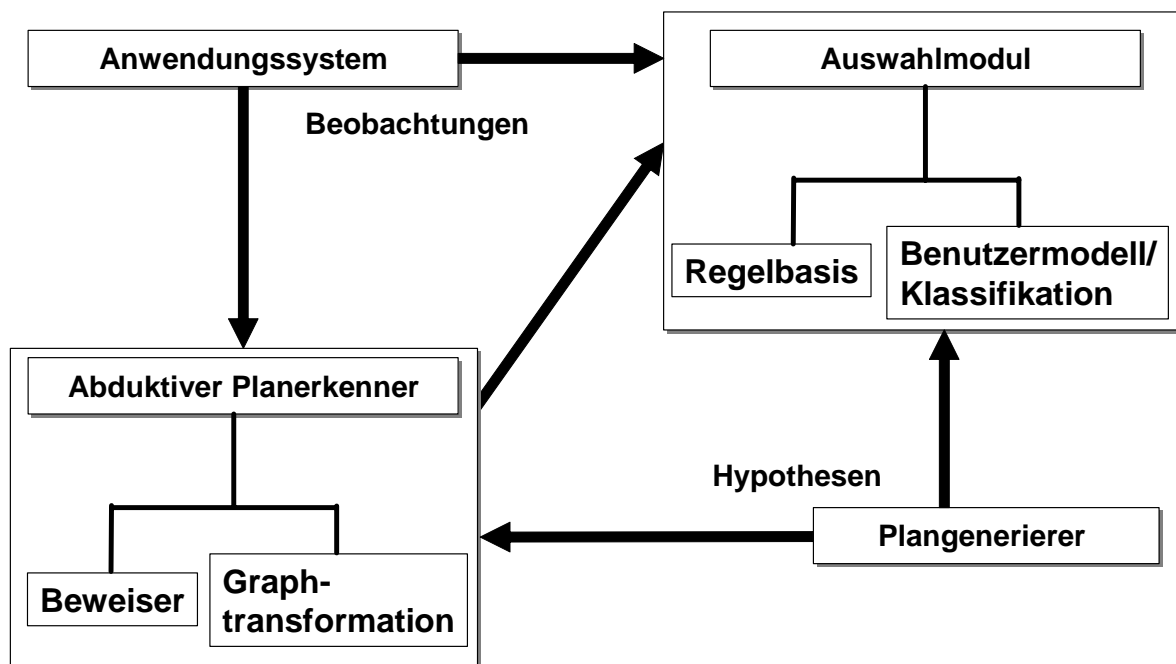 Anwendungssystem
Auswahlmodul
Beobachtungen
Regelbasis
Benutzermodell/
Klassifikation
Abduktiver Planerkenner
Hypothesen
Plangenerierer
Beweiser
Graph-
transformation